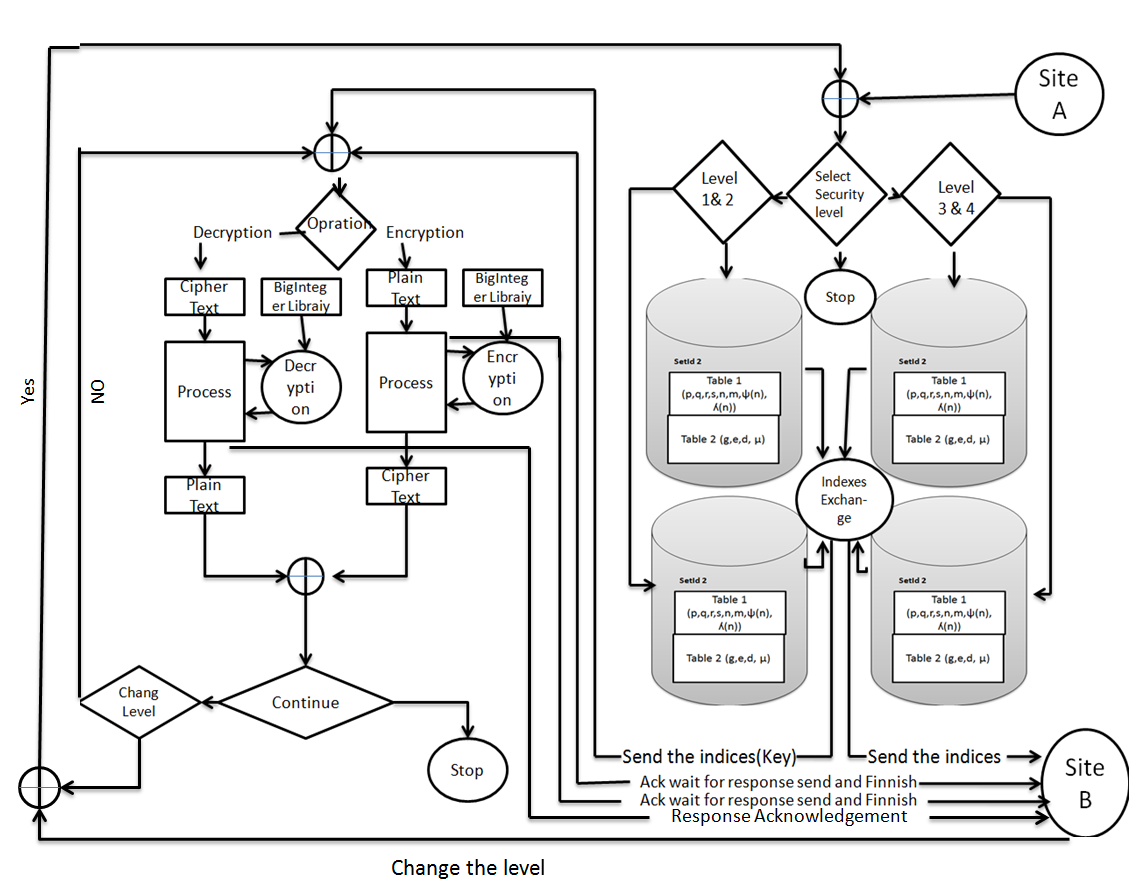 Site
A
Select
Security
level
Level
1& 2
Level
3 & 4
Stop
Opration
Decryption
Encryption
Cipher
Text
BigInteg
er Libraiy
Plain
Text
BigInteg
er Libraiy
Process
Decr
ypti
on
Process
Encr
ypti
on
Plain
Text
Cipher
Text
Yes
NO
SetId 2
Table 1
(p,q,r,s,n,m,ψ(n),
ʎ(n))
Table 2 (g,e,d, μ)
SetId 2
Table 1
(p,q,r,s,n,m,ψ(n),
ʎ(n))
Table 2 (g,e,d, μ)
Indexes
Exchan-
ge
SetId 2
Table 1
(p,q,r,s,n,m,ψ(n),
ʎ(n))
Table 2 (g,e,d, μ)
SetId 2
Table 1
(p,q,r,s,n,m,ψ(n),
ʎ(n))
Table 2 (g,e,d, μ)
Chang
Level
Continue
Stop
Send the indices(Key)
Send the indices
Ack wait for response send and Finnish
Ack wait for response send and Finnish
Response Acknowledgement
Site
B
Change the level